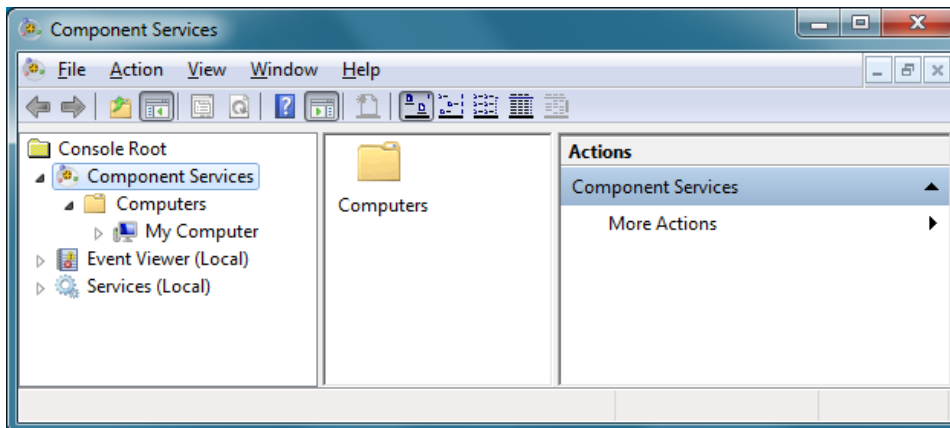 Component Services
File Action View Window Help
Console Root
Component Services
Computers
My Computer
Event Viewer (Local)
Services (Local)
Computers
Actions
Component Services
More Actions